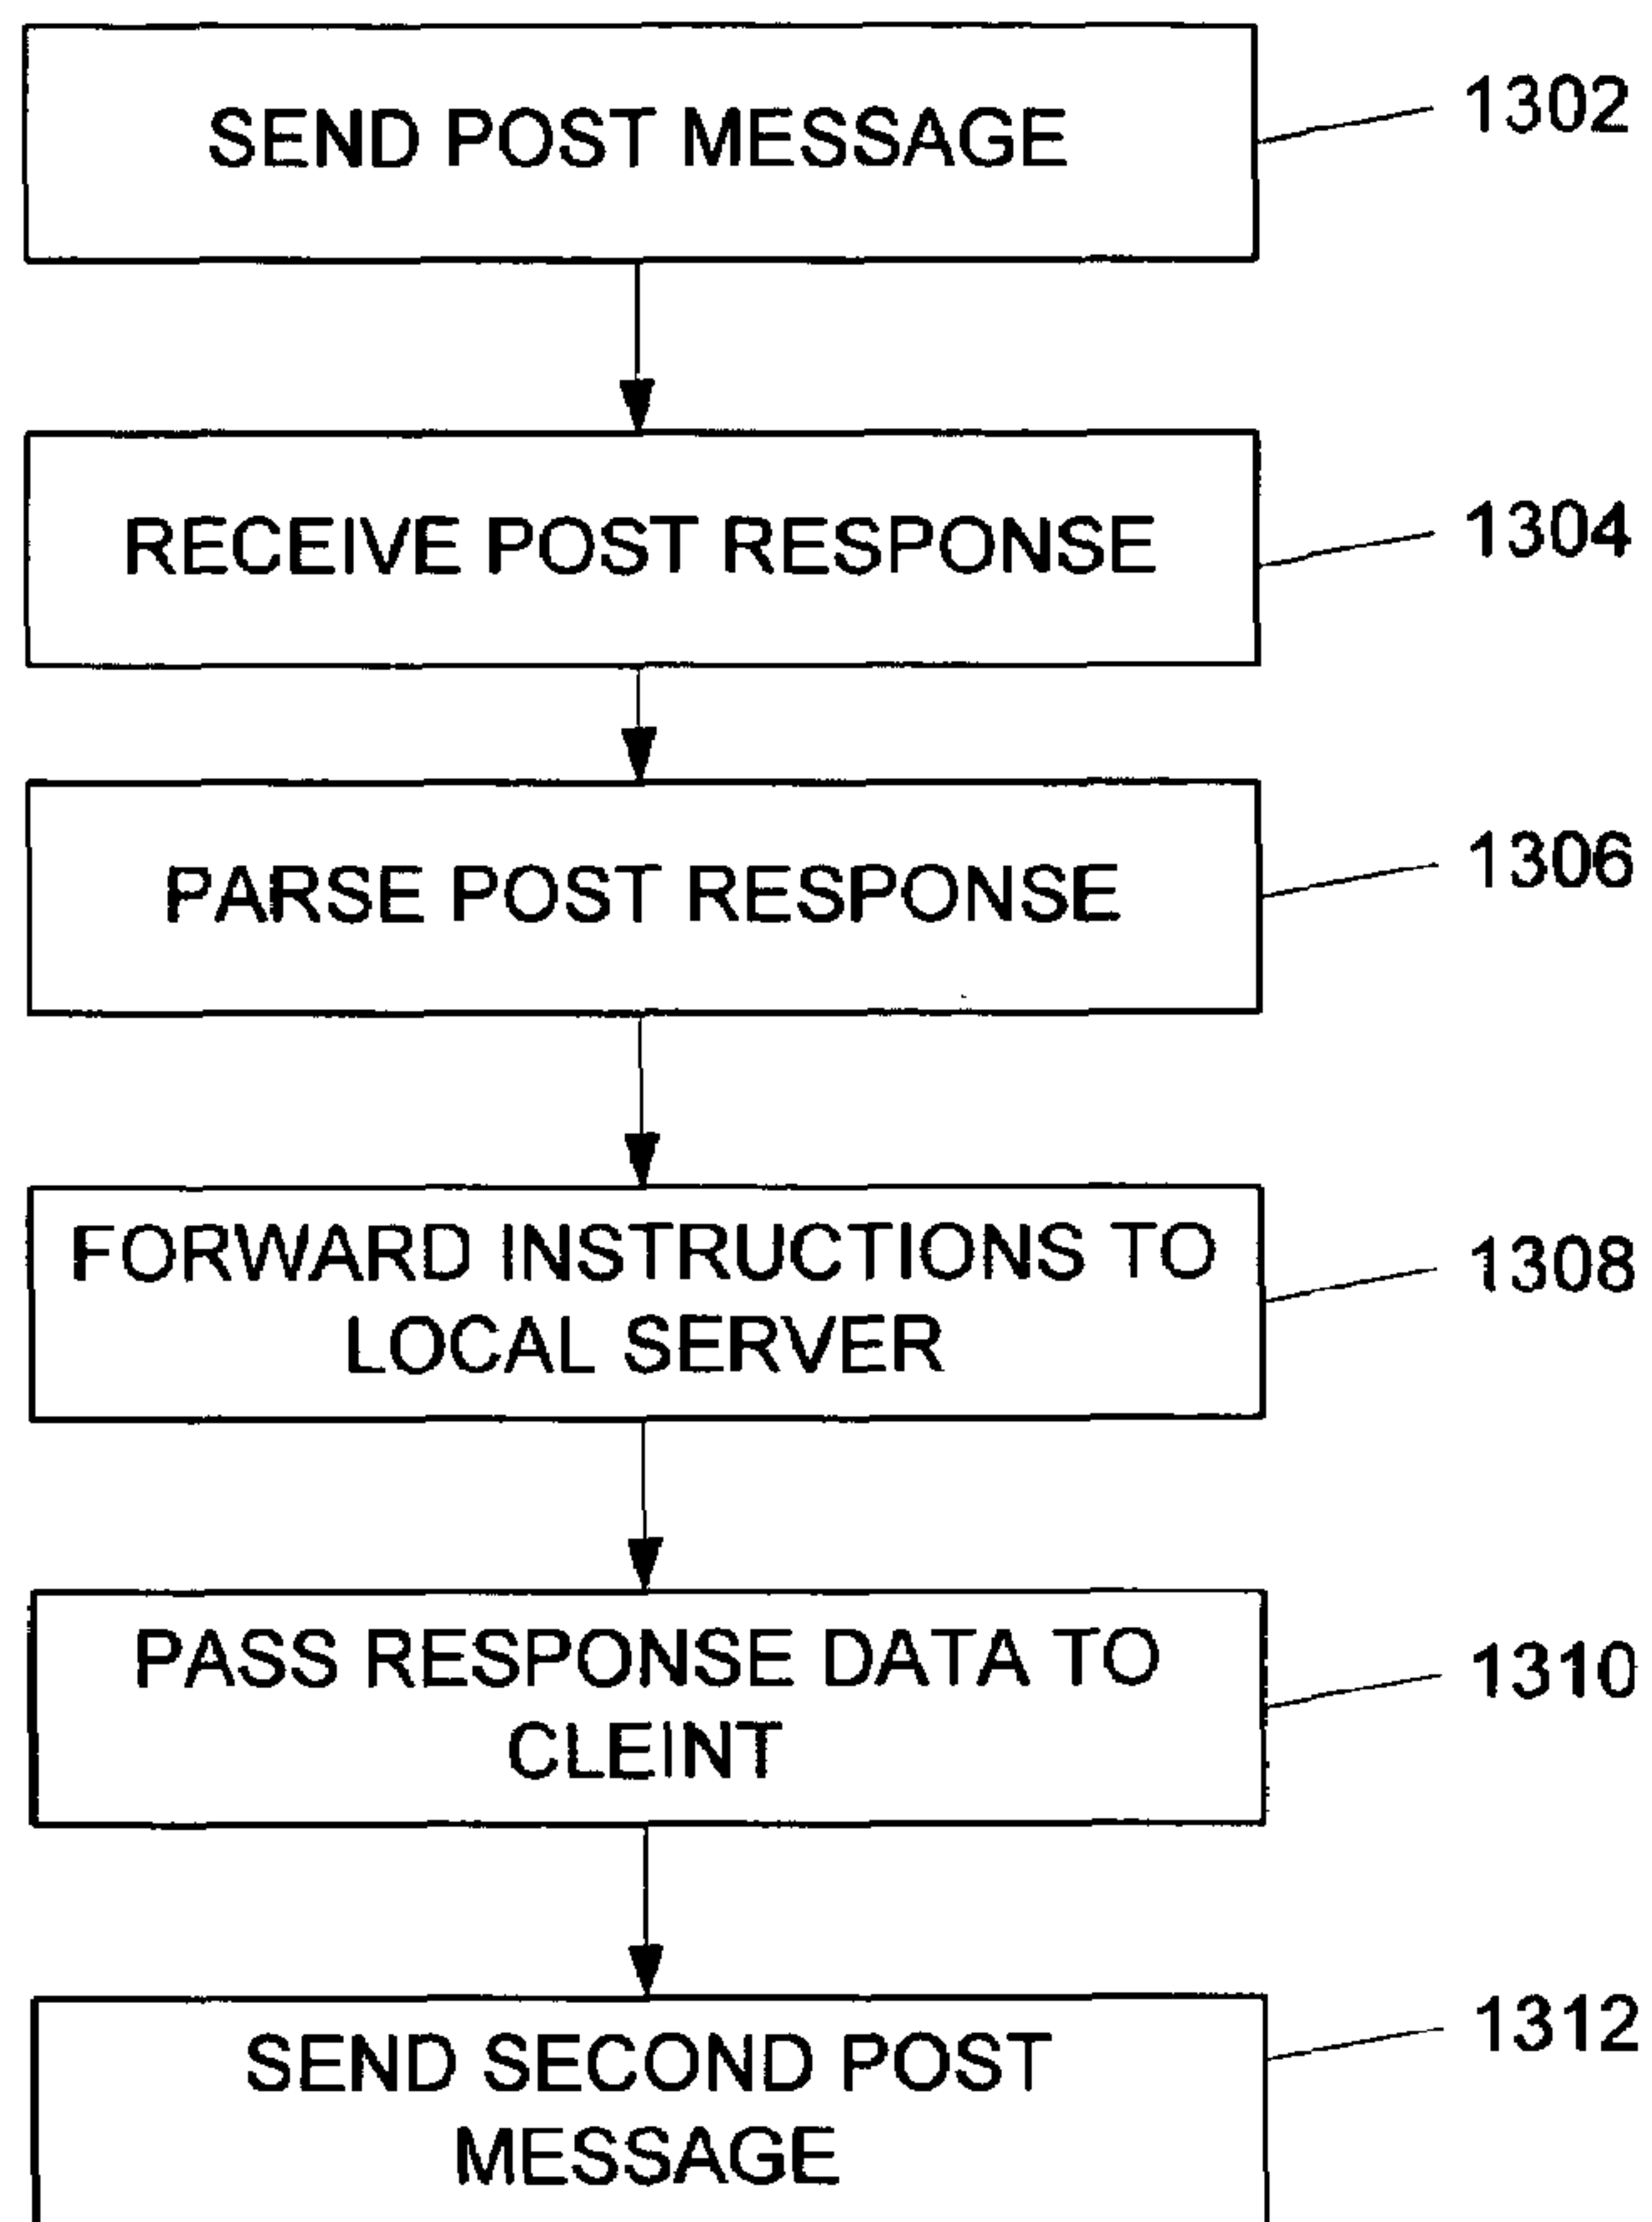 SEND POST MESSAGE
1302
RECEIVE POST RESPONSE
1304
PARSE POST RESPONSE
1306
FORWARD INSTRUCTIONS TO
LOCAL SERVER
1308
PASS RESPONSE DATA TO
CLEINT
1310
SEND SECOND POST
MESSAGE
1312